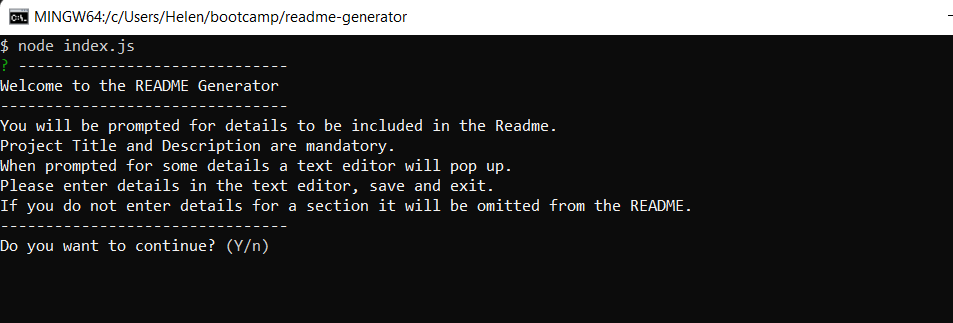 MINGW64:/c/Users/Helen/bootcamp/readme-generator
$ node index.js
? ------------------------------
Welcome to the README Generator
--------------------------------
You will be prompted for details to be included in the Readme.
Project Title and Description are mandatory.
When prompted for some details a text editor will pop up.
Please enter details in the text editor, save and exit.
If you do not enter details for a section it will be omitted from the README.
--------------------------------
Do you want to continue? (Y/n)